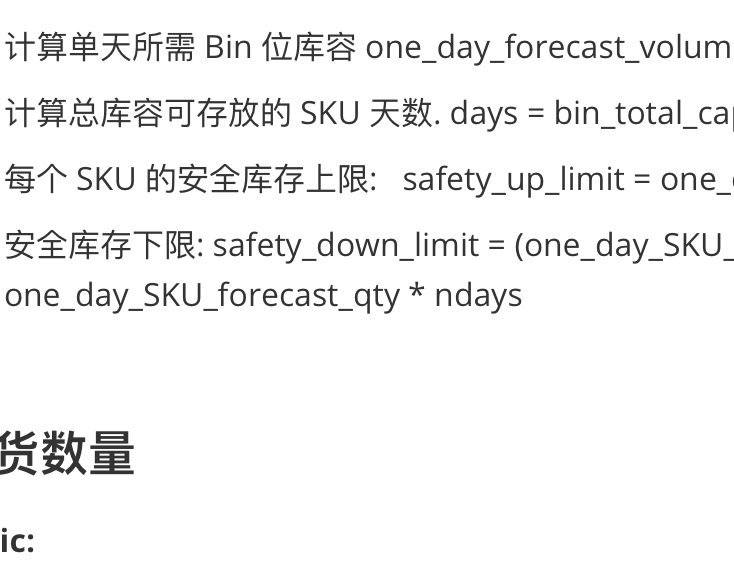 计算单天所需 Bin 位库容 one_day_forecast_volum
计算总库容可存放的 SKU 天数. days = bin_total_ca
每个 SKU 的安全库存上限: safety_up_limit = one_
安全库存下限: safety_down_limit = (one_day_SKU_
one_day_SKU_forecast_qty * ndays
货数量
ic: